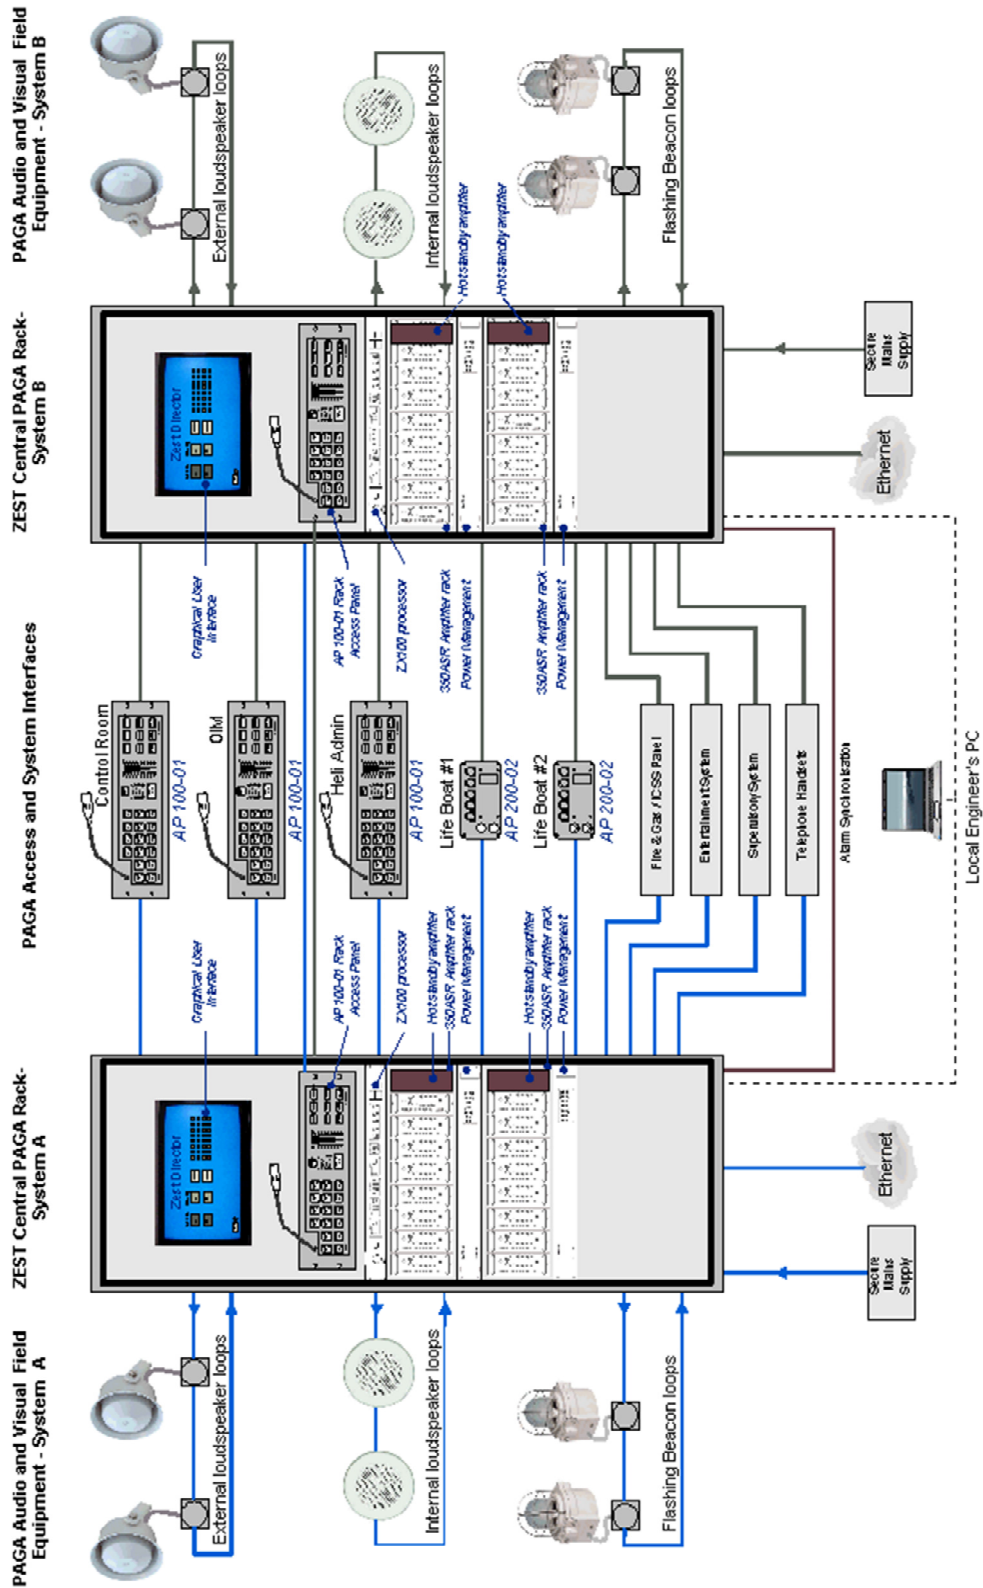 PAGA Audio and Visual Field
Equipment - System A
ZEST Central PAGA Rack-
System A
PAGA Access and System Interfaces
ZEST Central PAGA Rack-
System B
PAGA Audio and Visual Field
Equipment - System B
External loudspeaker loops
Internal loudspeaker loops
Flashing Beacon loops
Zest Director
Secure
Mains
Supply
Ethernet
Graphical User
Interface
AP 100-01 Rack
Access Panel
ZX100 processor
Hot standby amplifier
350ASR Amplifier rack
Power Management
Hot standby amplifier
350ASR Amplifier rack
Power Management
Control Room
AP 100-01
OIM
AP 100-01
Heli Admin
AP 100-01
Life Boat #1
AP 200-02
Life Boat #2
AP 200-02
Fire & Gas / ICSS Panel
Entertainment System
Supervisory System
Telephone Handsets
Alarm Synchronization
Local Engineer's PC
Graphical User
Interface
AP 100-01 Rack
Access Panel
ZX100 processor
350ASR Amplifier rack
Power Management
350ASR Amplifier rack
Power Management
Zest Director
Ethernet
Secure
Mains
Supply
Hot standby amplifier
Hot standby amplifier
External loudspeaker loops
Internal loudspeaker loops
Flashing Beacon loops